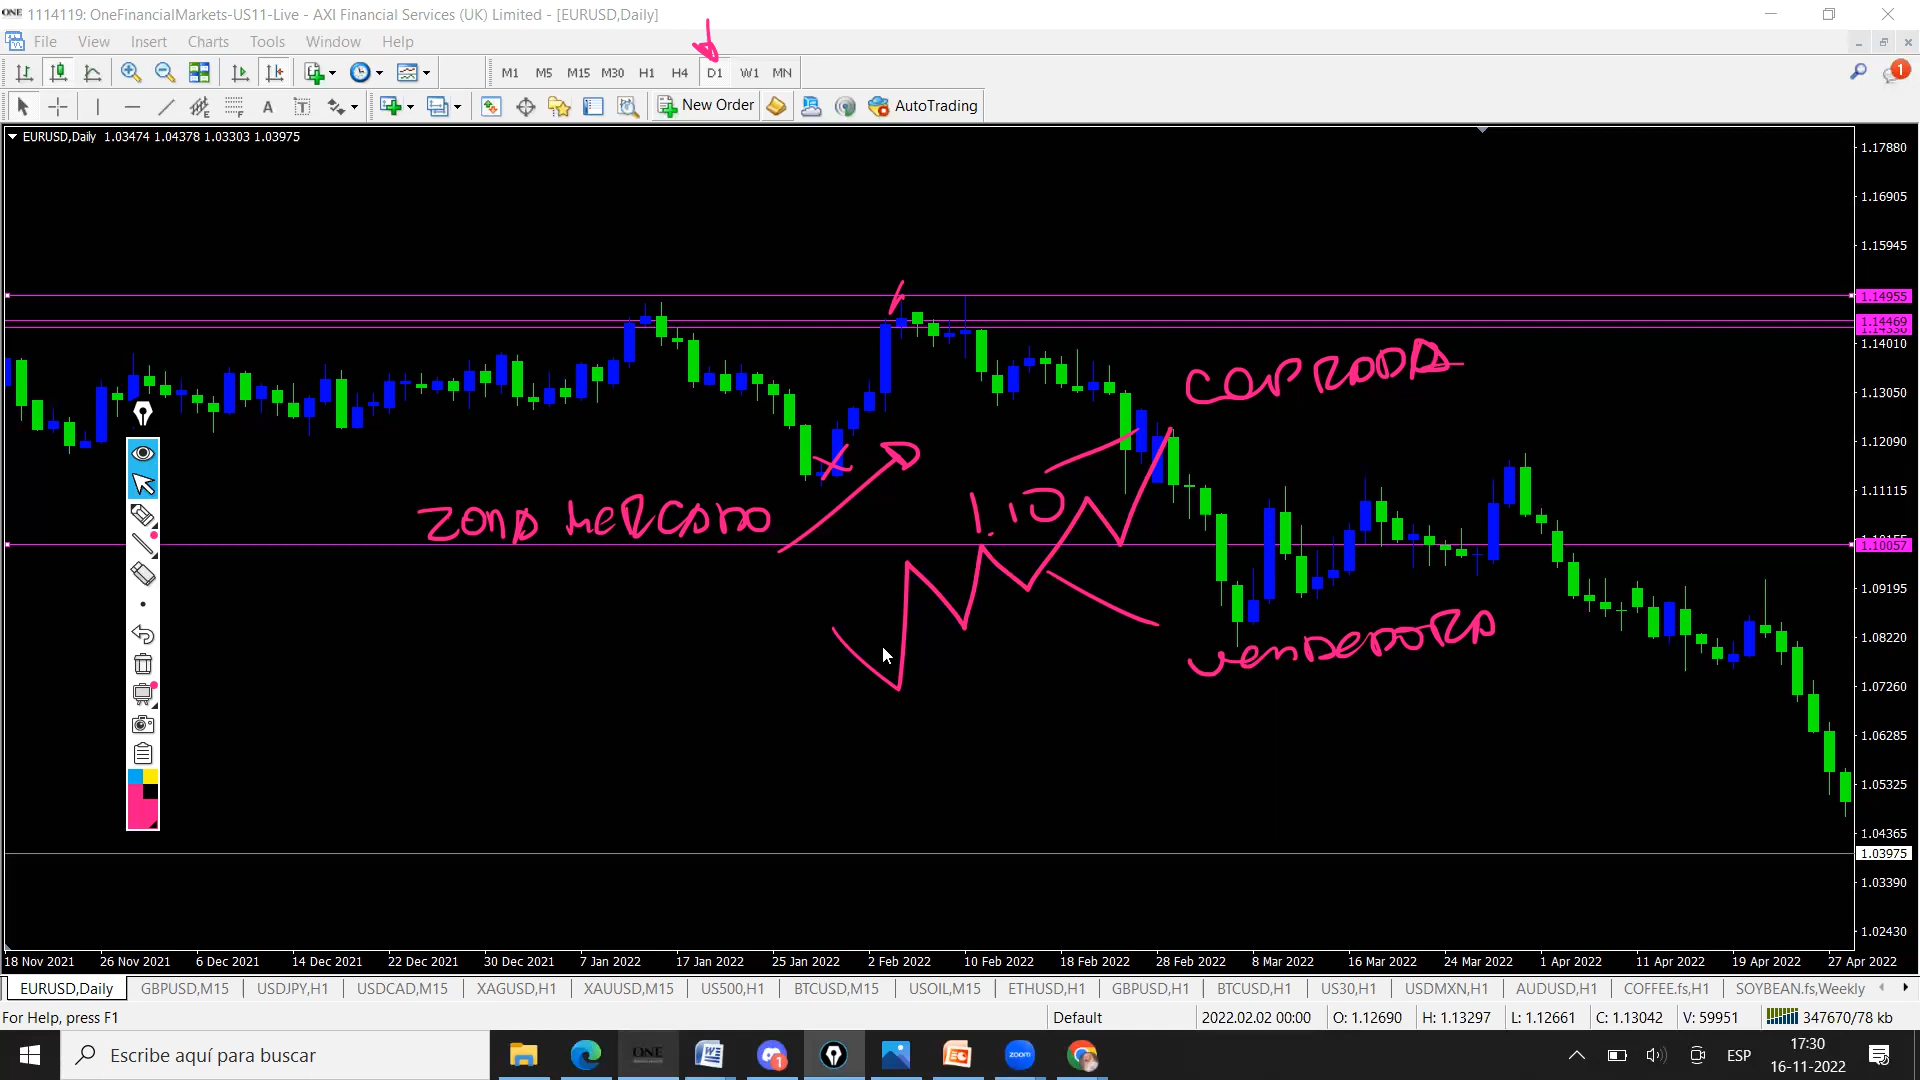 1114119: OneFinancialMarkets-US11-Live - AXI Financial Services (UK) Limited - [EURUSD,Daily]
File View Insert Charts Tools Window Help
M1 M5 M15 M30 H1 H4 D1 W1 MN
1
A T New Order AutoTrading
EURUSD,Daily 1.03474 1.04378 1.03303 1.03975
1.17880
1.16905
1.15945
1.14955
1.14469
1.14401
1.13050
1.12090
1.11115
1.10057
1.09195
1.08220
1.07260
1.06285
1.05325
1.04365
1.03975
1.03390
1.02430
ZONA MERCADO
1.10
VENDEDORA
18 Nov 2021 26 Nov 2021 6 Dec 2021 14 Dec 2021 22 Dec 2021 30 Dec 2021 7 Jan 2022 17 Jan 2022 25 Jan 2022 2 Feb 2022 10 Feb 2022 18 Feb 2022 28 Feb 2022 8 Mar 2022 16 Mar 2022 24 Mar 2022 1 Apr 2022 11 Apr 2022 19 Apr 2022 27 Apr 2022
EURUSD,Daily GBPUSD,M15 USDJPY,H1 USDCAD,M15 XAGUSD,H1 XAUUSD,M15 US500,H1 BTCUSD,M15 USOIL,M15 ETHUSD,H1 GBPUSD,H1 BTCUSD,H1 US30,H1 USDMXN,H1 AUDUSD,H1 COFFEE.fs,H1 SOYBEAN.fs,Weekly
For Help, press F1 Default 2022.02.02 00:00 O: 1.12690 H: 1.13297 L: 1.12661 C: 1.13042 V: 59951 347670/78 kb
Escribe aquí para buscar ONE zoom ESP 17:30
16-11-2022